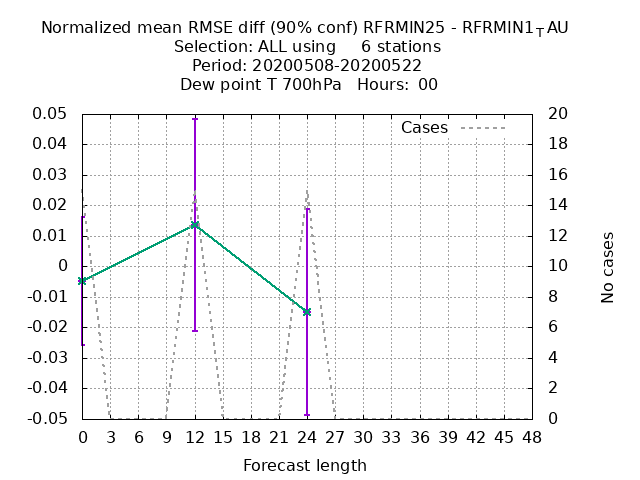 Normalized mean RMSE diff (90% conf) RFRMIN25 - RFRMIN1_TAU
Selection: ALL using 6 stations
Period: 20200508-20200522
Dew point T 700hPa Hours: 00
Cases
0.05
0.04
0.03
0.02
0.01
0
-0.01
-0.02
-0.03
-0.04
-0.05
20
18
16
14
12
10
8
6
4
2
0
No cases
0 3 6 9 12 15 18 21 24 27 30 33 36 39 42 45 48
Forecast length